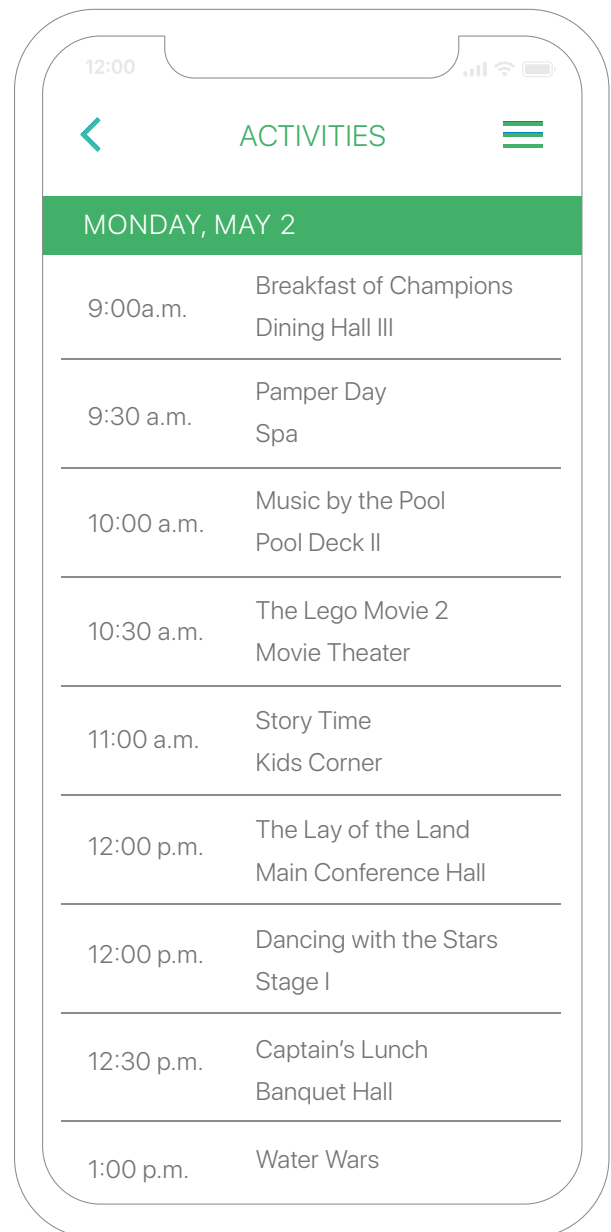 12:00
ACTIVITIES
MONDAY, MAY 2
9:00a.m.
Breakfast of Champions
Dining Hall III
9:30 a.m.
Pamper Day
Spa
10:00 a.m.
Music by the Pool
Pool Deck II
10:30 a.m.
The Lego Movie 2
Movie Theater
11:00 a.m.
Story Time
Kids Corner
12:00 p.m.
The Lay of the Land
Main Conference Hall
12:00 p.m.
Dancing with the Stars
Stage I
12:30 p.m.
Captain’s Lunch
Banquet Hall
1:00 p.m.
Water Wars